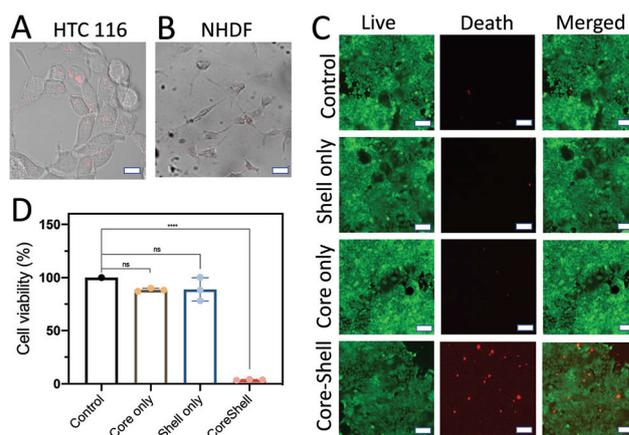 A HTC 116
B NHDF
C Live Death Merged
Control
Shell only
Core only
Core-Shell
D
Cell viability (%)
150
100
50
0
****
ns
ns
Control
Core only
Shell only
CoreShell